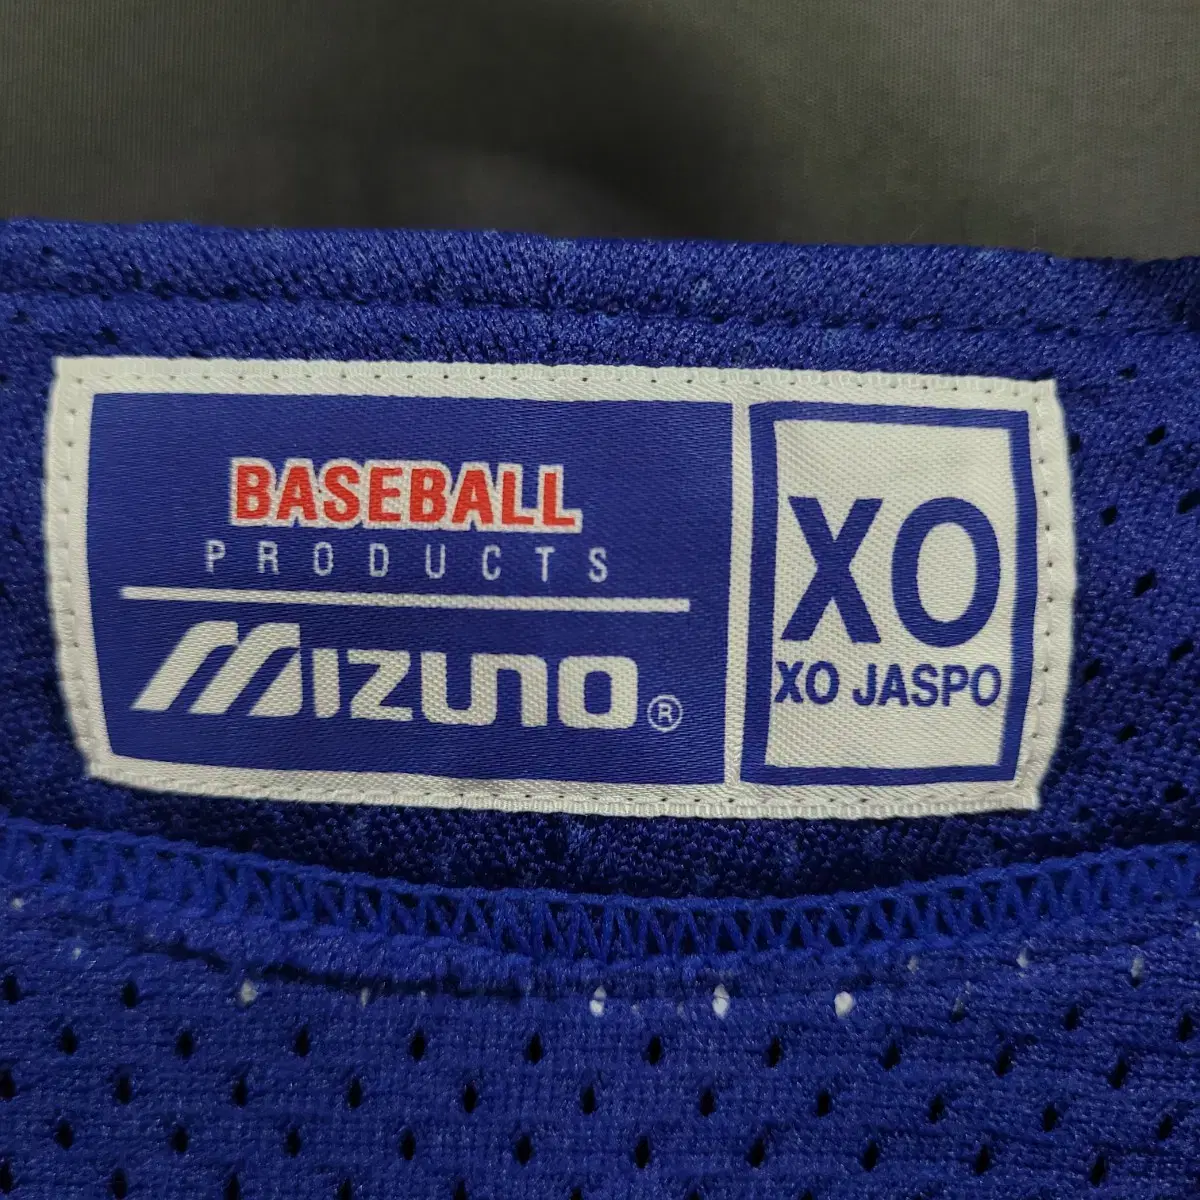 BASEBALL
PRODUCTS
MIZUNO®
XO
XO JASPO